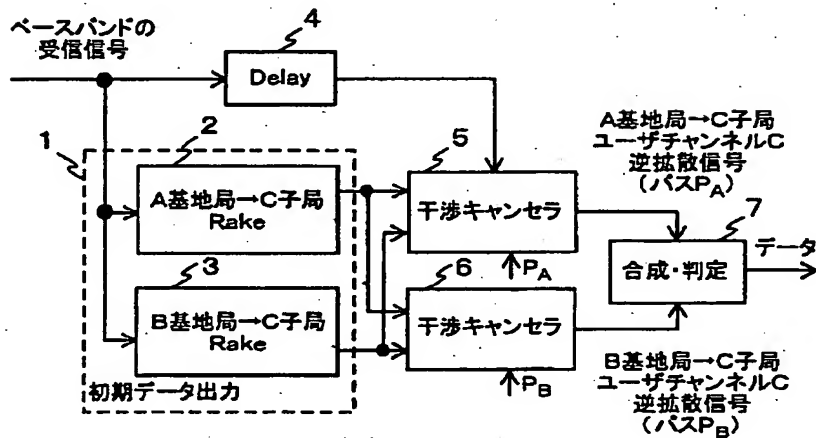 ベースバンドの
受信信号
4
Delay
1
2
A基地局→C子局
Rake
3
B基地局→C子局
Rake
初期データ出力
5
干渉キャンセラ
PA
6
干渉キャンセラ
PB
A基地局→C子局
ユーザチャンネルC
逆拡散信号
(パスPA)
7
合成・判定
データ
B基地局→C子局
ユーザチャンネルC
逆拡散信号
(パスPB)